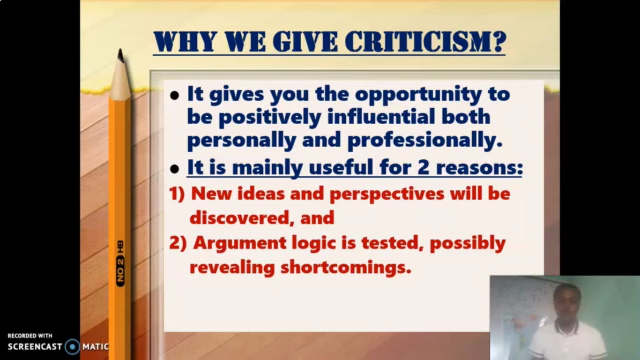 WHY WE GIVE CRITICISM?
● It gives you the opportunity to
be positively influential both
personally and professionally.
● It is mainly useful for 2 reasons:
1) New ideas and perspectives will be
discovered, and
2) Argument logic is tested, possibly
revealing shortcomings.
NO 2 HB
RECORDED WITH
SCREENCAST MATIC